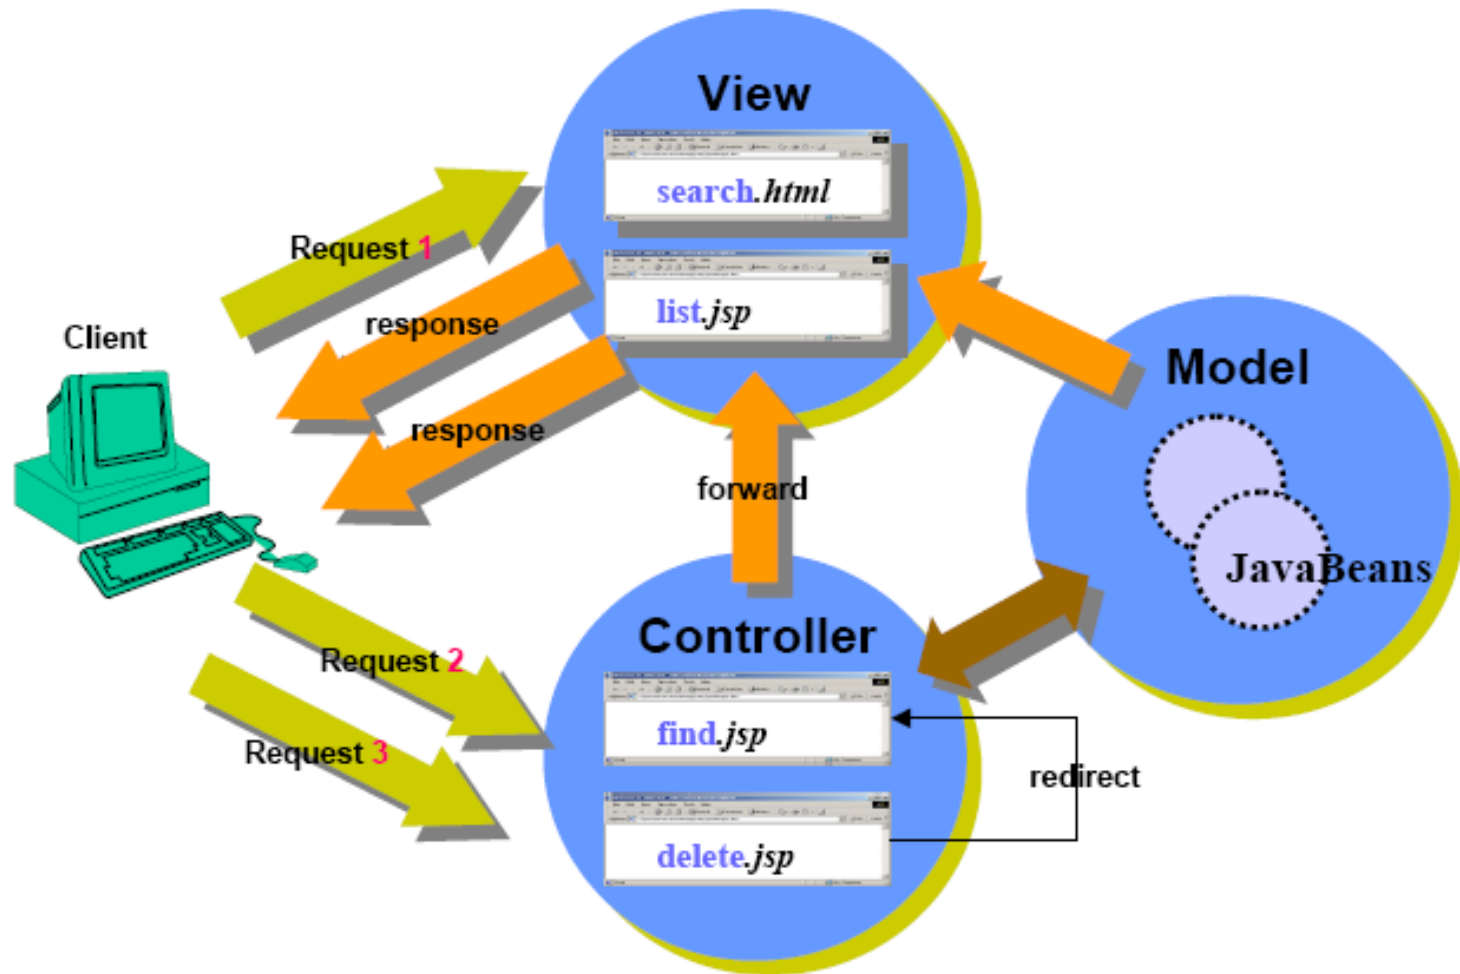 View
search.html
Request 1
list.jsp
response
Client
Model
response
forward
JavaBeans
Controller
Request 2
find.jsp
Request 3
redirect
delete.jsp